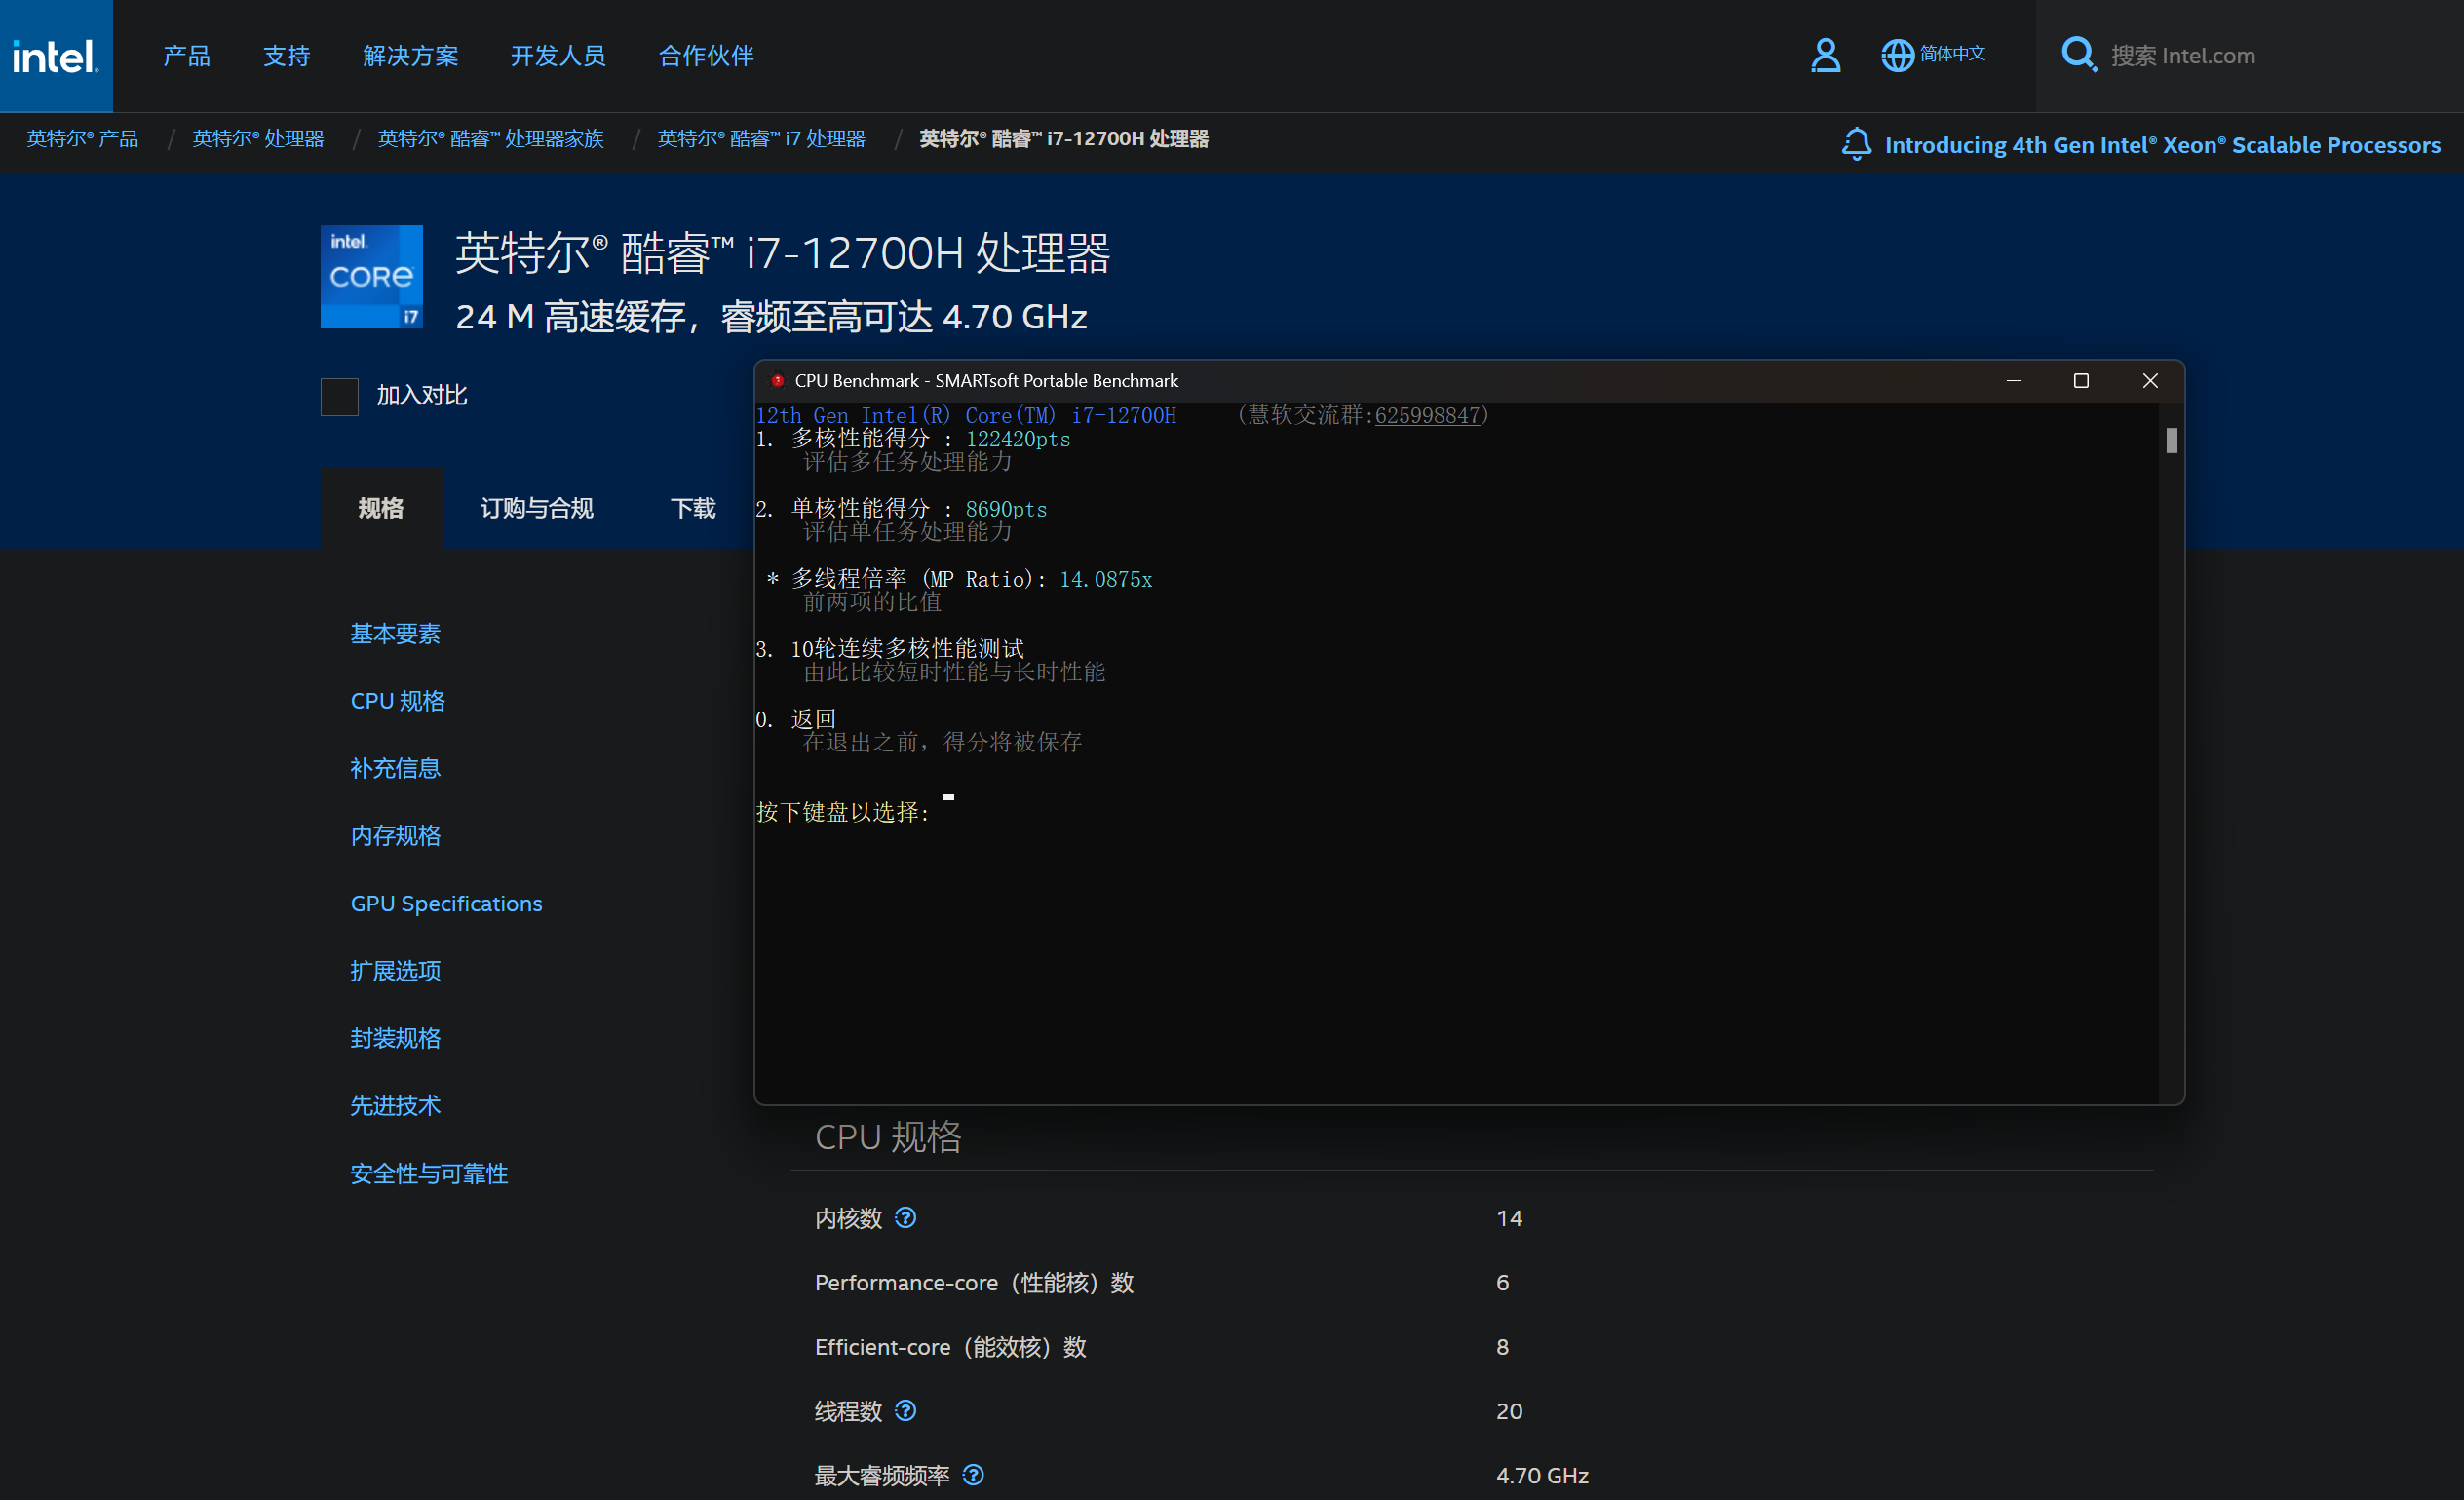 intel.
产品 支持 解决方案 开发人员 合作伙伴 简体中文 搜索 Intel.com
英特尔® 产品 / 英特尔® 处理器 / 英特尔® 酷睿™ 处理器家族 / 英特尔® 酷睿™ i7 处理器 / 英特尔® 酷睿™ i7-12700H 处理器
Introducing 4th Gen Intel® Xeon® Scalable Processors
intel.
CORE
i7
英特尔® 酷睿™ i7-12700H 处理器
24 M 高速缓存，睿频至高可达 4.70 GHz
加入对比
规格 订购与合规 下载
基本要素
CPU 规格
补充信息
内存规格
GPU Specifications
扩展选项
封装规格
先进技术
安全性与可靠性
CPU Benchmark - SMARTsoft Portable Benchmark
12th Gen Intel(R) Core(TM) i7-12700H (慧软交流群:625998847)
1. 多核性能得分 : 122420pts
评估多任务处理能力
2. 单核性能得分 : 8690pts
评估单任务处理能力
* 多线程倍率 (MP Ratio): 14.0875x
前两项的比值
3. 10轮连续多核性能测试
由此比较短时性能与长时性能
0. 返回
在退出之前，得分将被保存
按下键盘以选择:
CPU 规格
内核数 14
Performance-core（性能核）数 6
Efficient-core（能效核）数 8
线程数 20
最大睿频频率 4.70 GHz